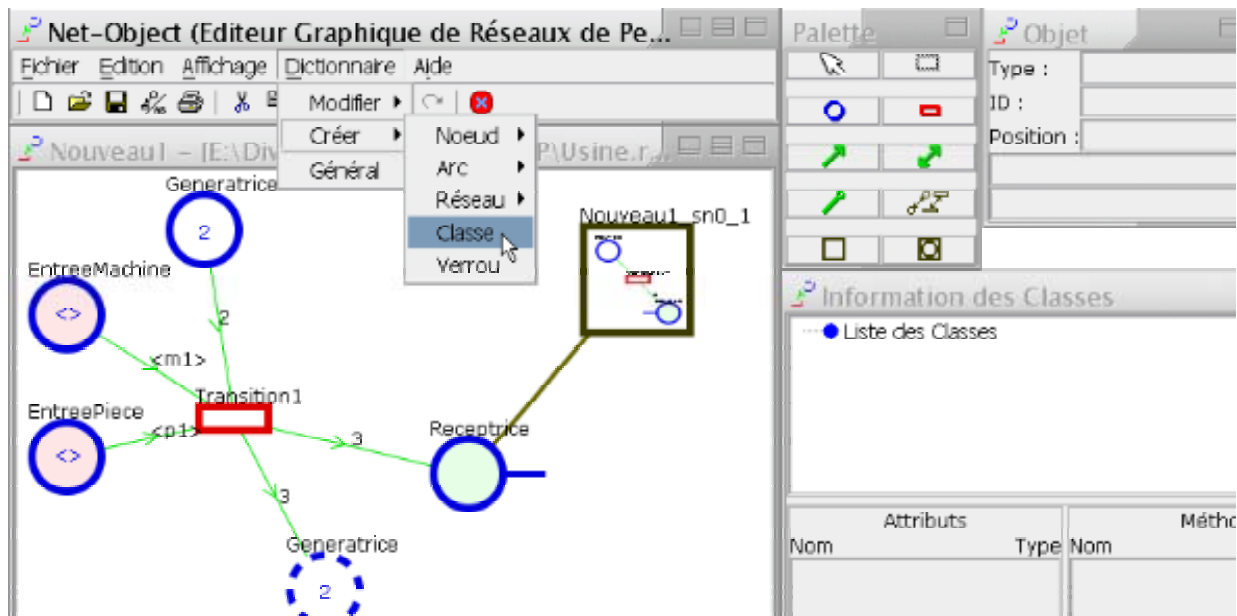 Net-Object (Editeur Graphique de Réseaux de Pe...
Fichier Edition Affichage Dictionnaire Aide
Modifier
Créer
Général
Noeud
Arc
Réseau
Classe
Verrou
Nouveau1 - [E:\Div
P\Usine.r...
Generatrice
2
EntreeMachine
<>
2
<m1>
Transition1
EntreePiece
<>
<p1>
3
Receptrice
3
Generatrice
2
Nouveau1_sn0_1
Palette
Objet
Type :
ID :
Position :
Information des Classes
Liste des Classes
Attributs
Métho
Nom Type Nom